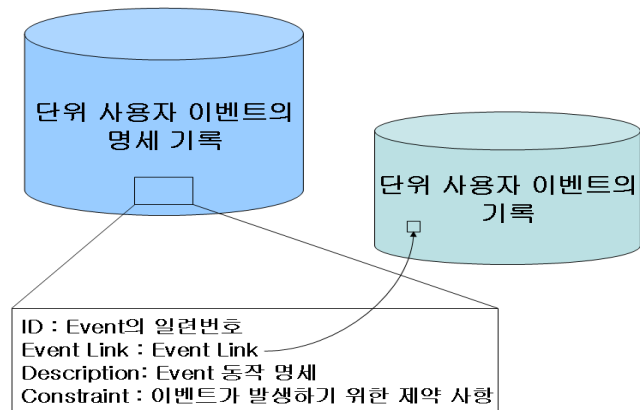 단위 사용자 이벤트의
명세 기록
단위 사용자 이벤트의
기록
ID : Event의 일련번호
Event Link : Event Link
Description: Event 동작 명세
Constraint : 이벤트가 발생하기 위한 제약 사항